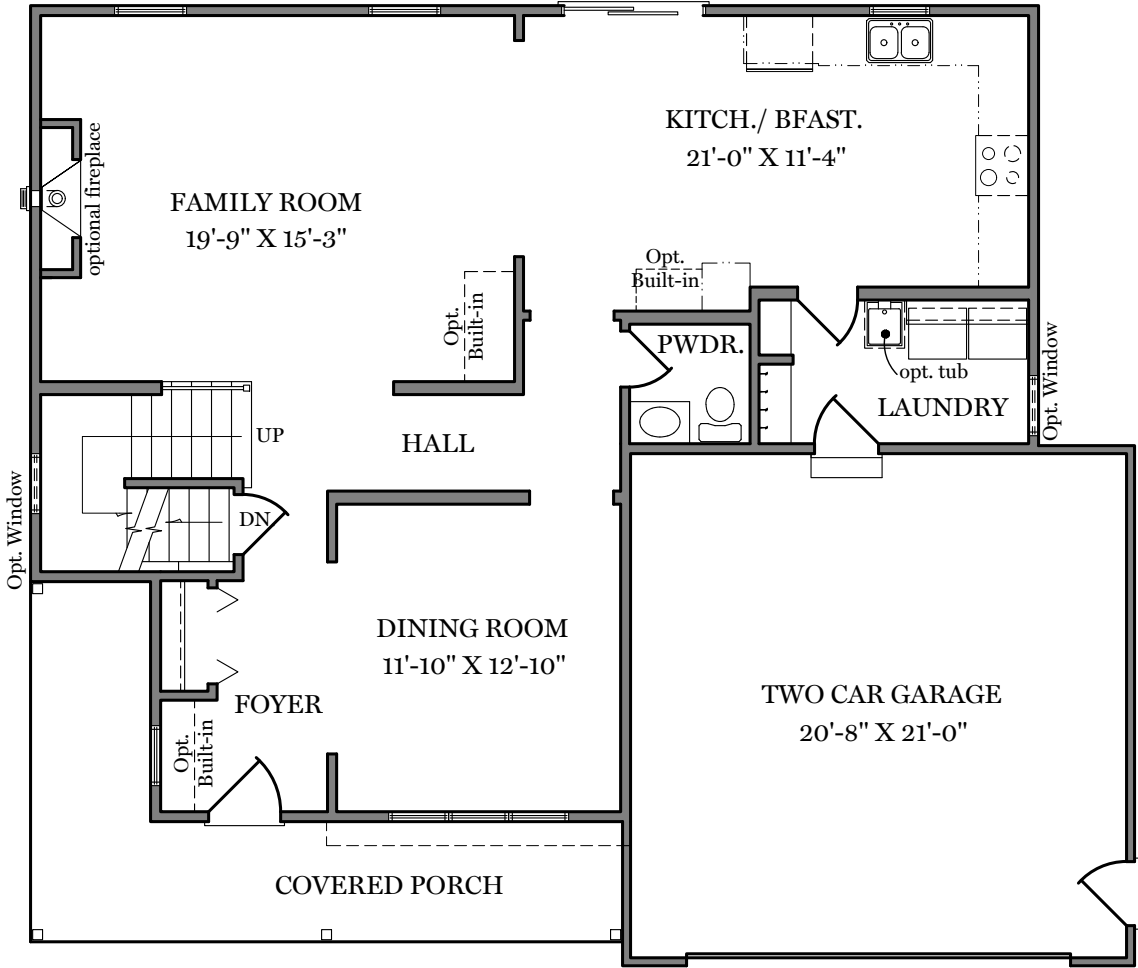 KITCH./ BFAST.
21'-0" X 11'-4"
optional fireplace
FAMILY ROOM
19'-9" X 15'-3"
Opt.
Built-in
Opt.
Built-in
PWDR.
opt. tub
LAUNDRY
Opt. Window
UP
HALL
Opt. Window
DN
DINING ROOM
11'-10" X 12'-10"
FOYER
Opt.
Built-in
TWO CAR GARAGE
20'-8" X 21'-0"
COVERED PORCH